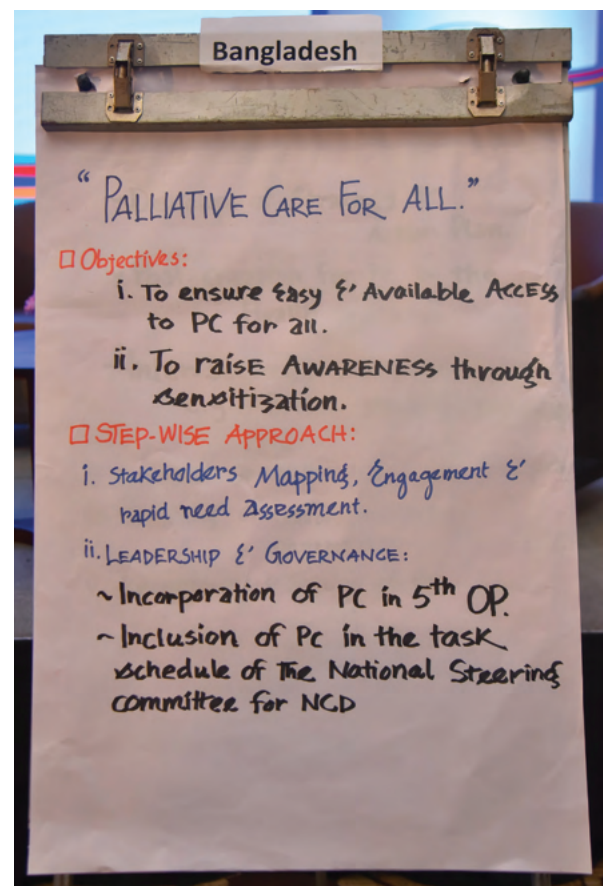 Bangladesh
"PALLIATIVE CARE FOR ALL."
□ Objectives:
i. To ensure Easy & Available ACCESS
to PC for all.
ii. To raisE AWARENESS through
sensitization.
□ STEP-WISE APPROACH:
i. Stakeholders Mapping, Engagement &
rapid need Assessment.
ii. LEADERSHIP & GOVERNANCE:
~ Incorporation of PC in 5th OP.
~ Inclusion of PC in the task
schedule of The National Steering
committee for NCD